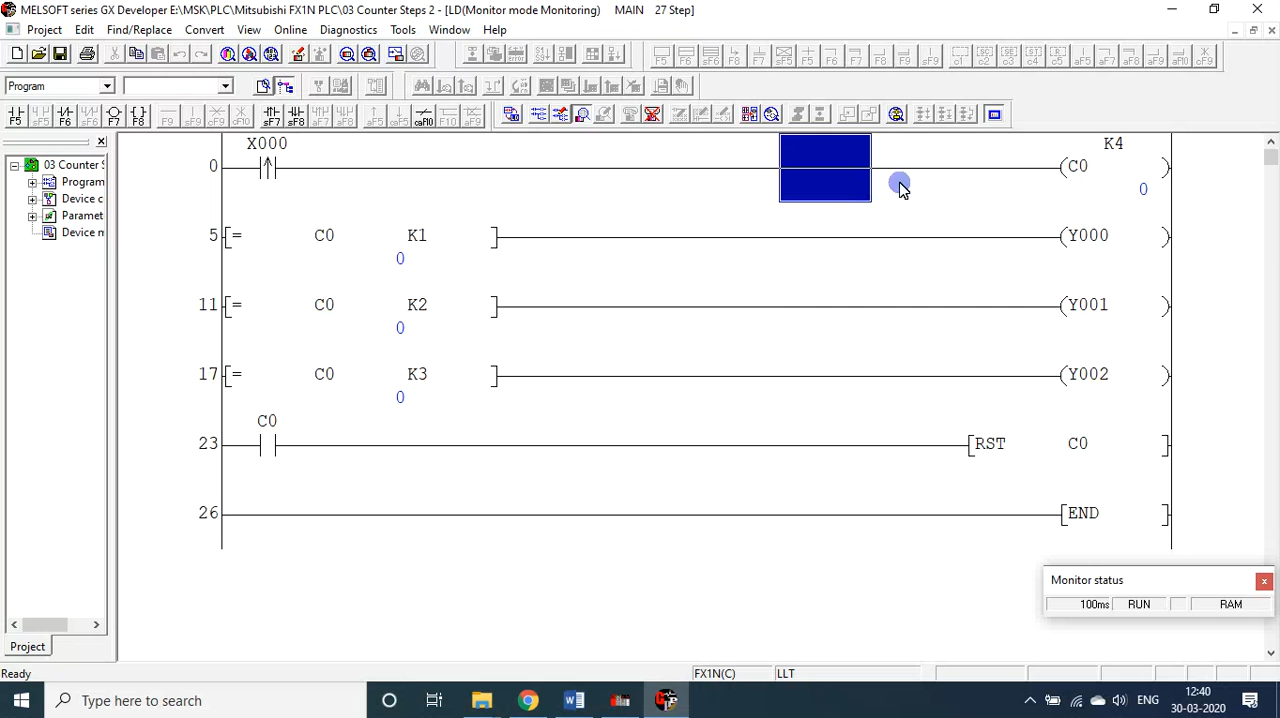 MELSOFT series GX Developer E:\MSK\PLC\Mitsubishi FX1N PLC\03 Counter Steps 2 - [LD(Monitor mode Monitoring) MAIN 27 Step]
Project Edit Find/Replace Convert View Online Diagnostics Tools Window Help
Program
03 Counter S
Program
Device c
Paramet
Device m
Project
X000 K4
0 C0
0
5 = C0 K1 Y000
0
11 = C0 K2 Y001
0
17 = C0 K3 Y002
0
C0
23 RST C0
26 END
Monitor status
100ms RUN RAM
Ready FX1N(C) LLT
Type here to search
ENG
12:40
30-03-2020